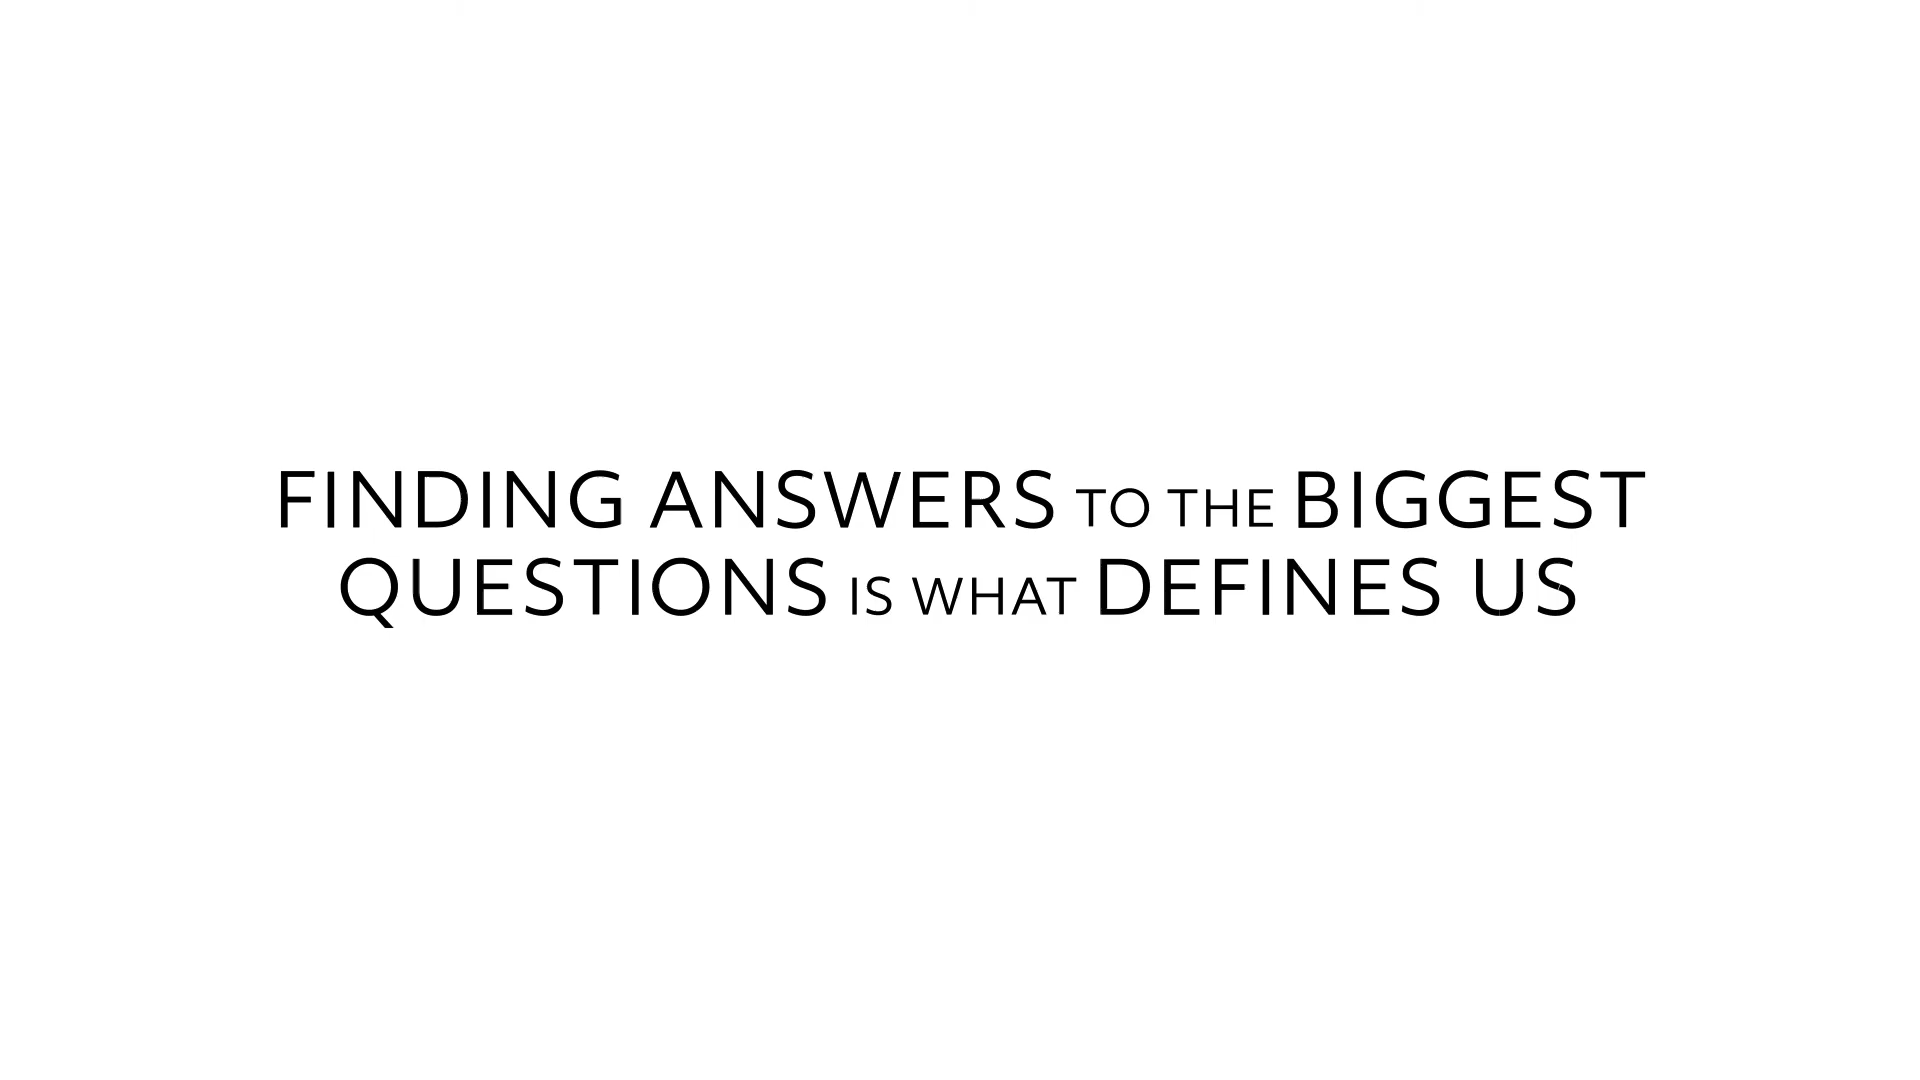 FINDING ANSWERS TO THE BIGGEST
QUESTIONS IS WHAT DEFINES US